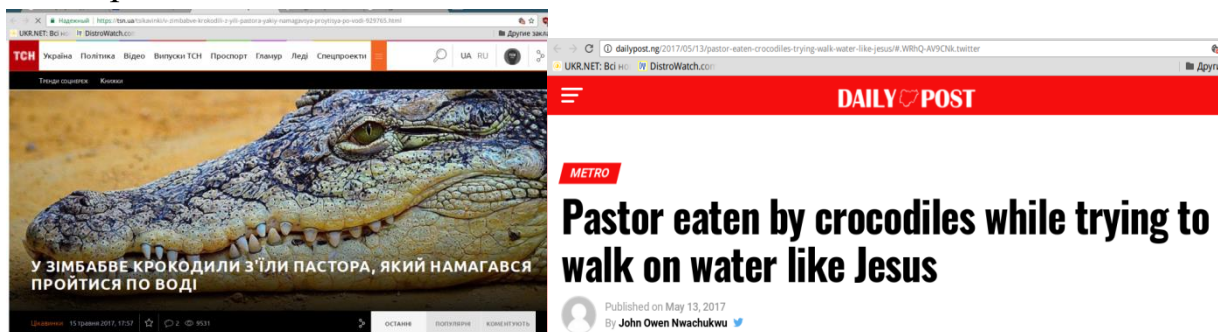 Надежный https://tsn.ua/tsikavinki/v-zimbabve-krokodili-z-yili-pastora-yakiy-namagavsya-proytisya-po-vodi-929765.html
UKR.NET: Всі но DistroWatch.com Другие закла
ТСН Україна Політика Відео Випуски ТСН Проспорт Гламур Леді Спецпроекти UA RU
Тренди соцмереж Книжки
У ЗІМБАБВЕ КРОКОДИЛИ З'ЇЛИ ПАСТОРА, ЯКИЙ НАМАГАВСЯ
ПРОЙТИСЯ ПО ВОДІ
Цікавинки 15 травня 2017, 17:57 2 9531 ОСТАННІ ПОПУЛЯРНІ КОМЕНТУЮТЬ
dailypost.ng/2017/05/13/pastor-eaten-crocodiles-trying-walk-water-like-jesus/#.WRhQ-AV9CNk.twitter
UKR.NET: Всі но DistroWatch.com Други
DAILY POST
METRO
Pastor eaten by crocodiles while trying to
walk on water like Jesus
Published on May 13, 2017
By John Owen Nwachukwu